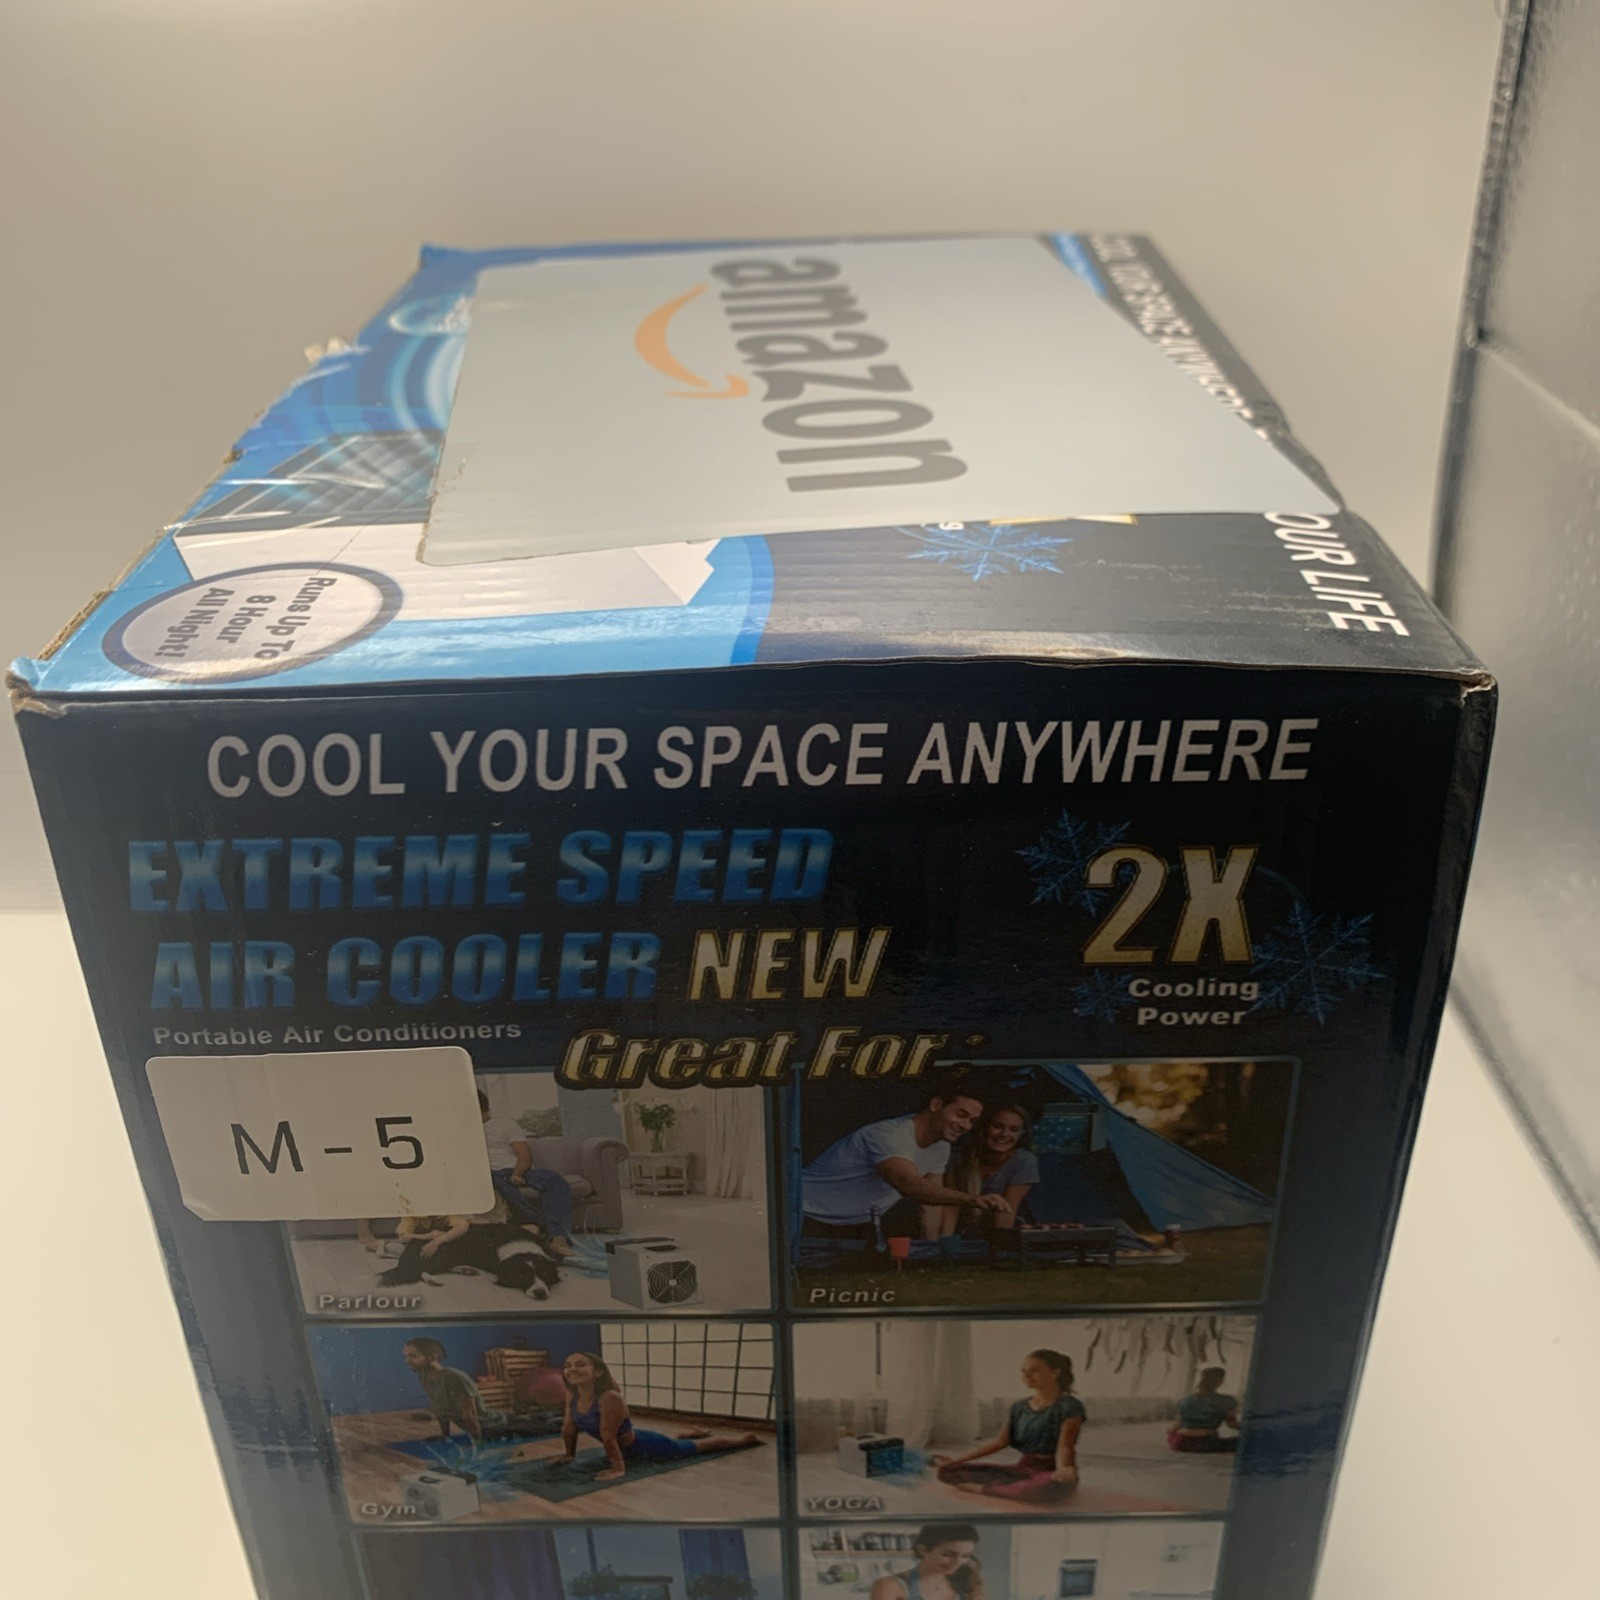 amazon
OUR LIFE
Runs Up To
8 Hour
All Night!
COOL YOUR SPACE ANYWHERE
EXTREME SPEED
AIR COOLER NEW
Portable Air Conditioners
2X
Cooling
Power
Great For
M-5
Parlour
Picnic
Gym
YOGA